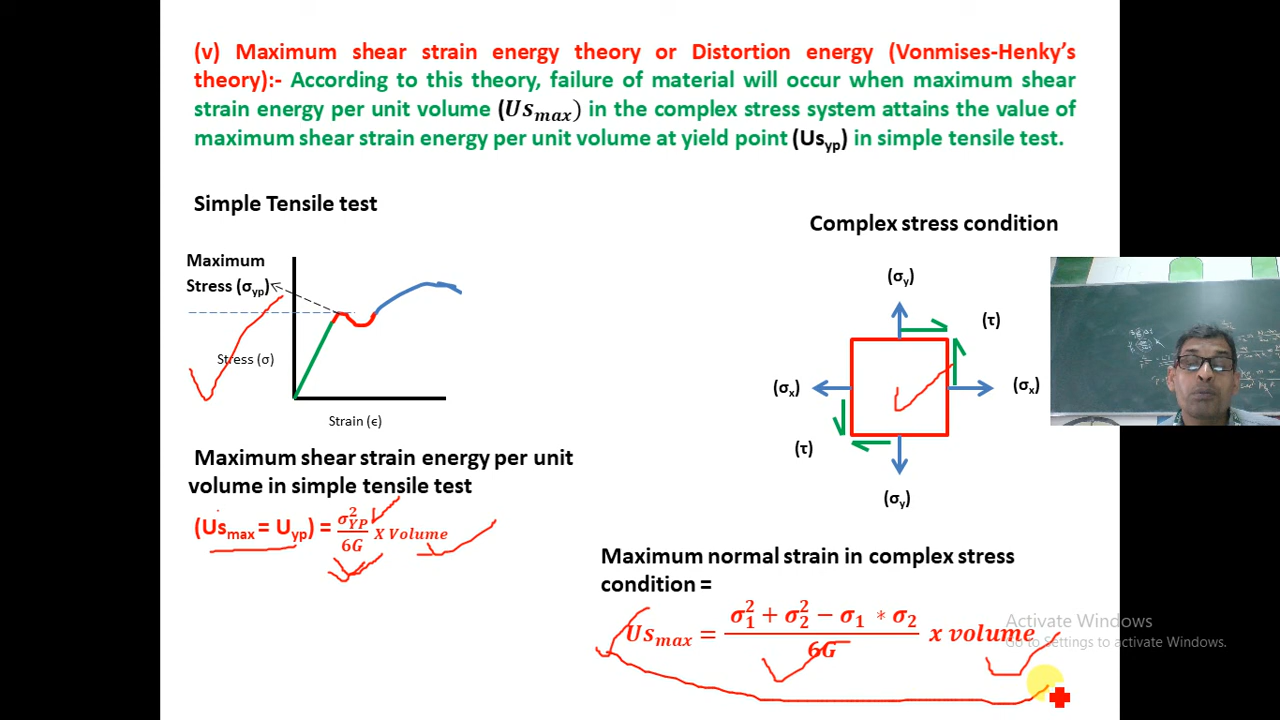 (v) Maximum shear strain energy theory or Distortion energy (Vonmises-Henky's
theory):- According to this theory, failure of material will occur when maximum shear
strain energy per unit volume (Us_max) in the complex stress system attains the value of
maximum shear strain energy per unit volume at yield point (Us_yp) in simple tensile test.
Simple Tensile test
Maximum
Stress (σ_yp)
Stress (σ)
Strain (ϵ)
Complex stress condition
(σ_y)
(τ)
(σ_x)
(σ_x)
(τ)
(σ_y)
Maximum shear strain energy per unit
volume in simple tensile test
(Us_max = U_yp) = σ²_YP / 6G X Volume
Maximum normal strain in complex stress
condition =
Us_max = (σ₁² + σ₂² − σ₁ * σ₂) / 6G x volume
Activate Windows
Go to Settings to activate Windows.